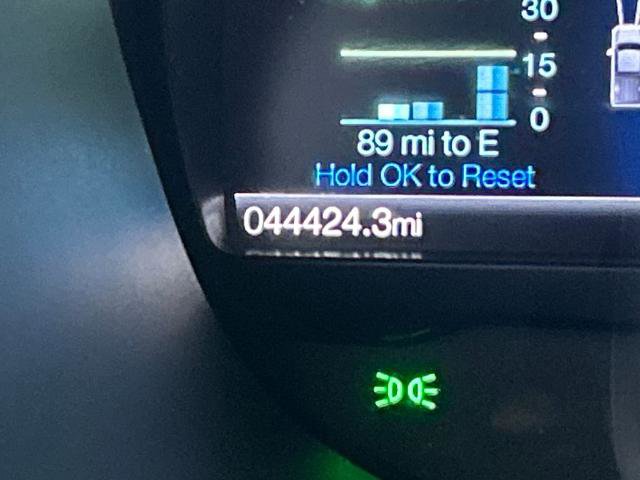 30
15
0
89 mi to E
Hold OK to Reset
044424.3mi